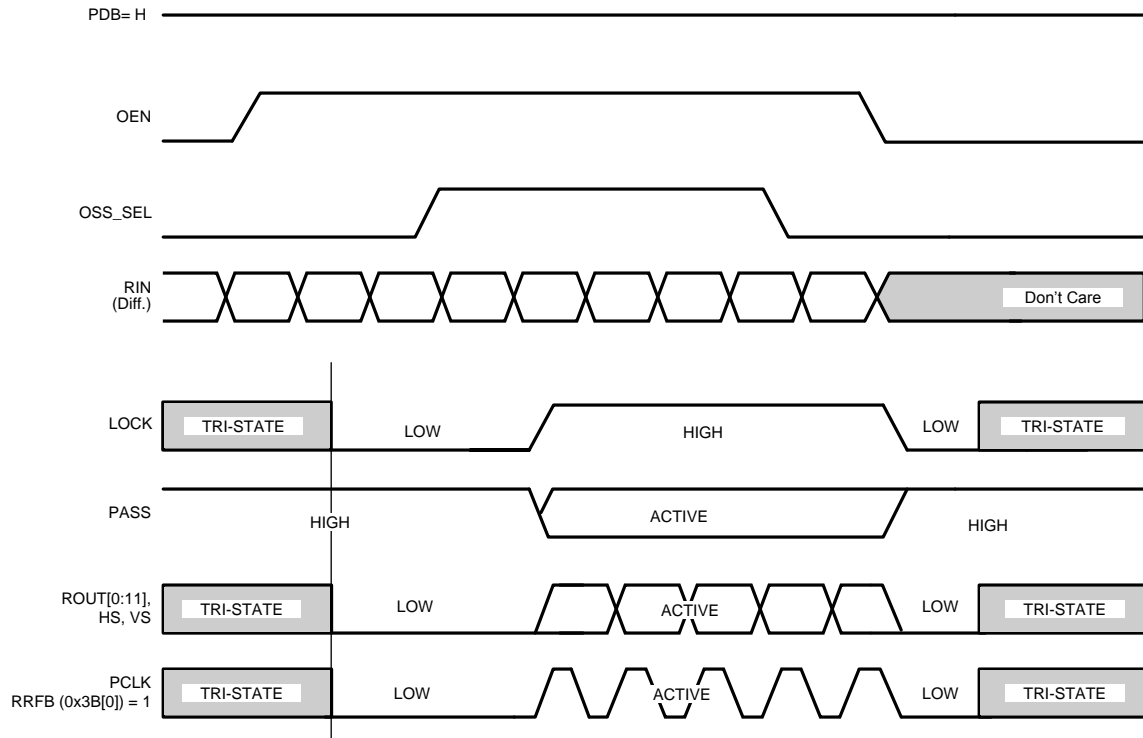 PDB= H
OEN
OSS_SEL
RIN
(Diff.)
Don't Care
LOCK
TRI-STATE
LOW
HIGH
LOW
TRI-STATE
PASS
HIGH
ACTIVE
HIGH
ROUT[0:11],
HS, VS
TRI-STATE
LOW
ACTIVE
LOW
TRI-STATE
PCLK
RRFB (0x3B[0]) = 1
TRI-STATE
LOW
ACTIVE
LOW
TRI-STATE